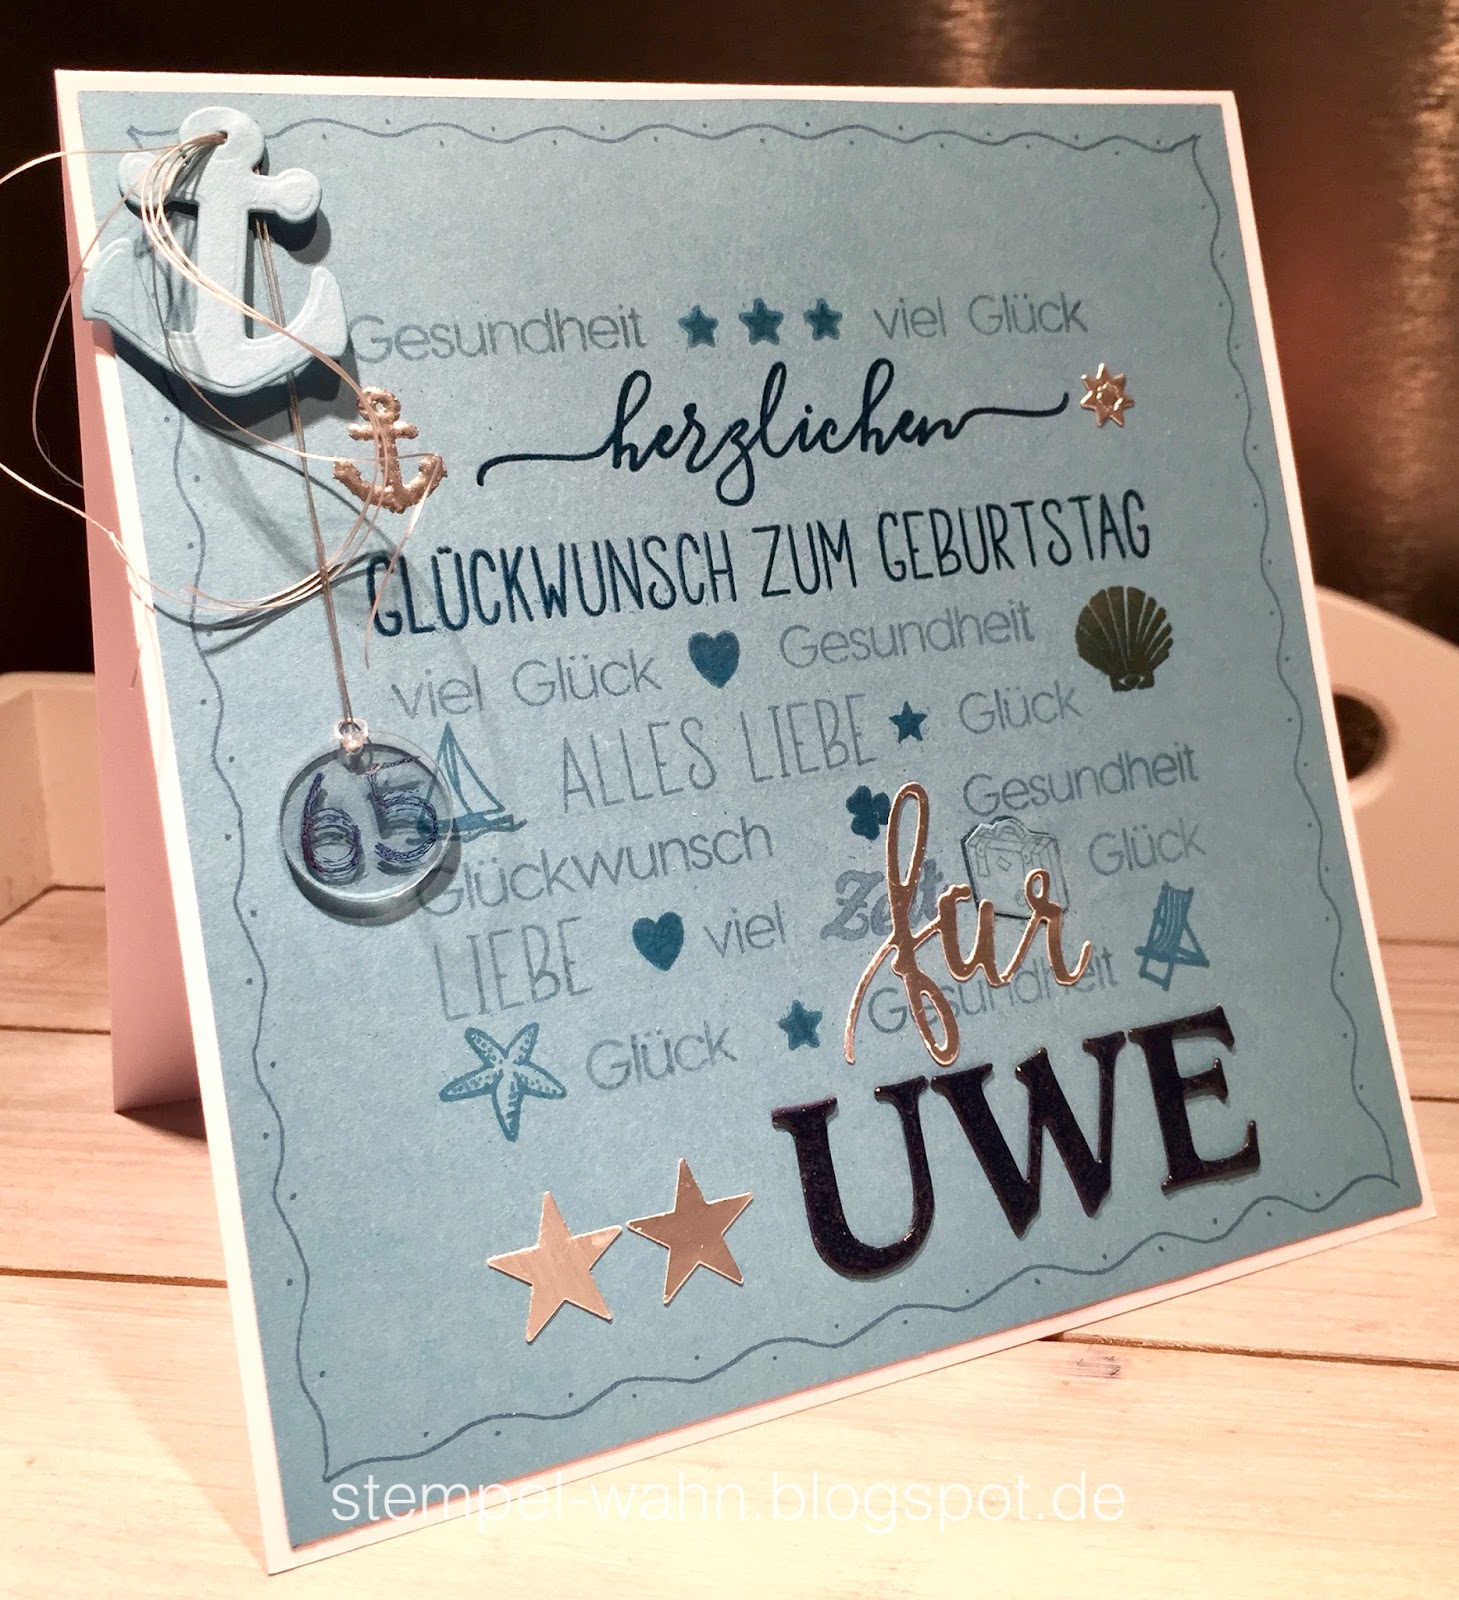 Gesundheit viel Glück
herzlichen
GLÜCKWUNSCH ZUM GEBURTSTAG
viel Glück Gesundheit
ALLES LIEBE Glück
65
Gesundheit
Glückwunsch
Glück
LIEBE viel Zeit
für
Glück Gesundheit
UWE
stempel-wahn.blogspot.de